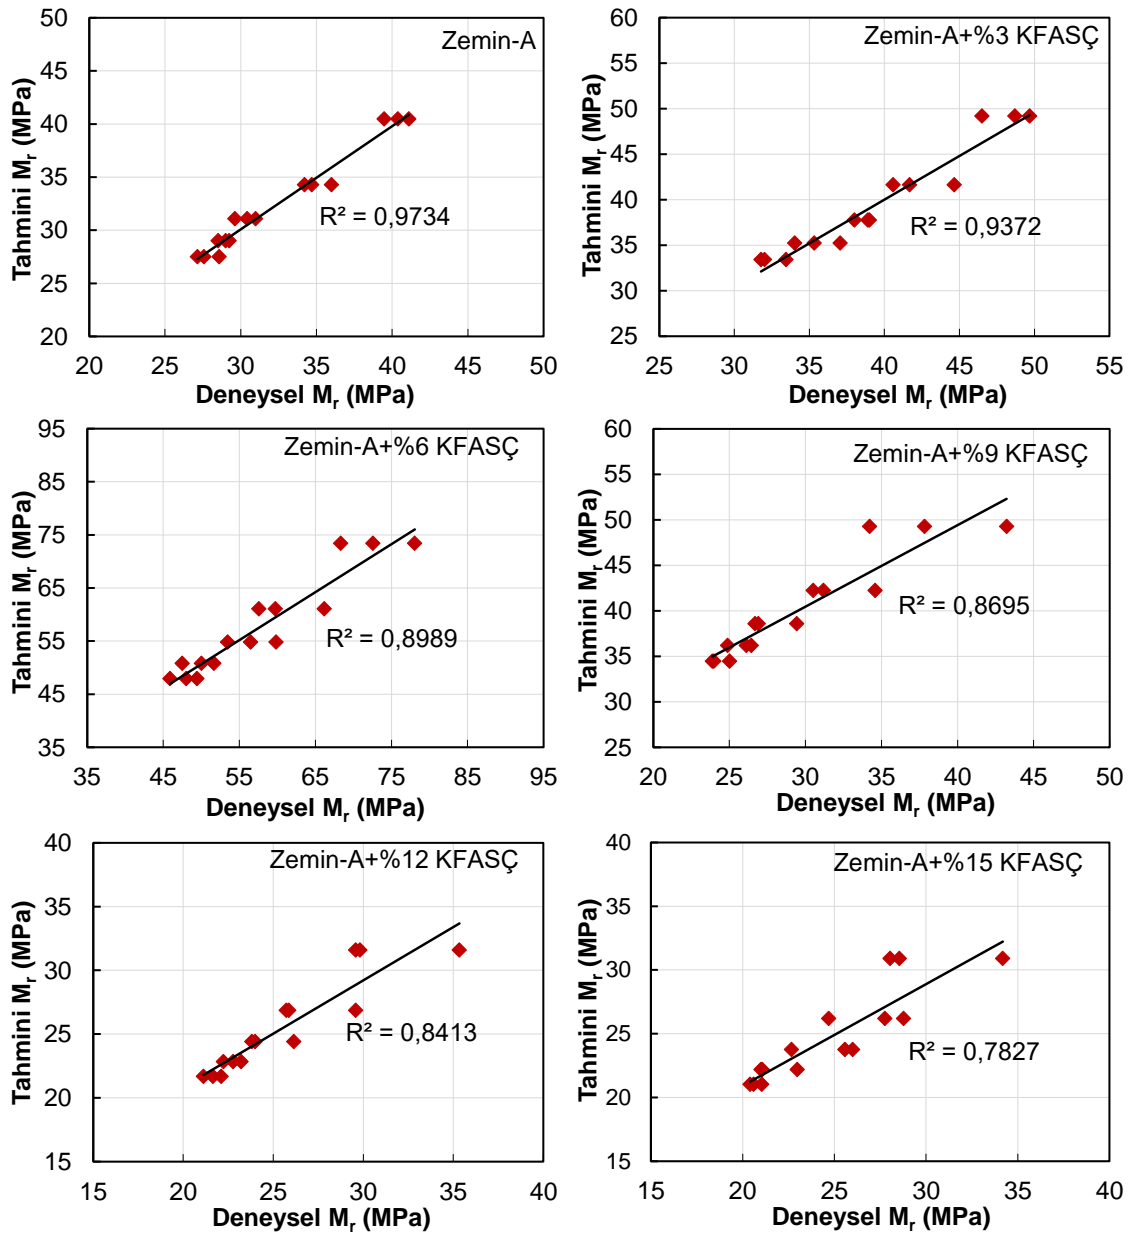 Zemin-A
Tahmini Mr (MPa)
50
45
40
35
30
25
20
R² = 0,9734
20 25 30 35 40 45 50
Deneysel Mr (MPa)
Zemin-A+%3 KFASÇ
Tahmini Mr (MPa)
60
55
50
45
40
35
30
25
R² = 0,9372
25 30 35 40 45 50 55
Deneysel Mr (MPa)
Zemin-A+%6 KFASÇ
Tahmini Mr (MPa)
95
85
75
65
55
45
35
R² = 0,8989
35 45 55 65 75 85 95
Deneysel Mr (MPa)
Zemin-A+%9 KFASÇ
Tahmini Mr (MPa)
60
55
50
45
40
35
30
25
R² = 0,8695
20 25 30 35 40 45 50
Deneysel Mr (MPa)
Zemin-A+%12 KFASÇ
Tahmini Mr (MPa)
40
35
30
25
20
15
R² = 0,8413
15 20 25 30 35 40
Deneysel Mr (MPa)
Zemin-A+%15 KFASÇ
Tahmini Mr (MPa)
40
35
30
25
20
15
R² = 0,7827
15 20 25 30 35 40
Deneysel Mr (MPa)